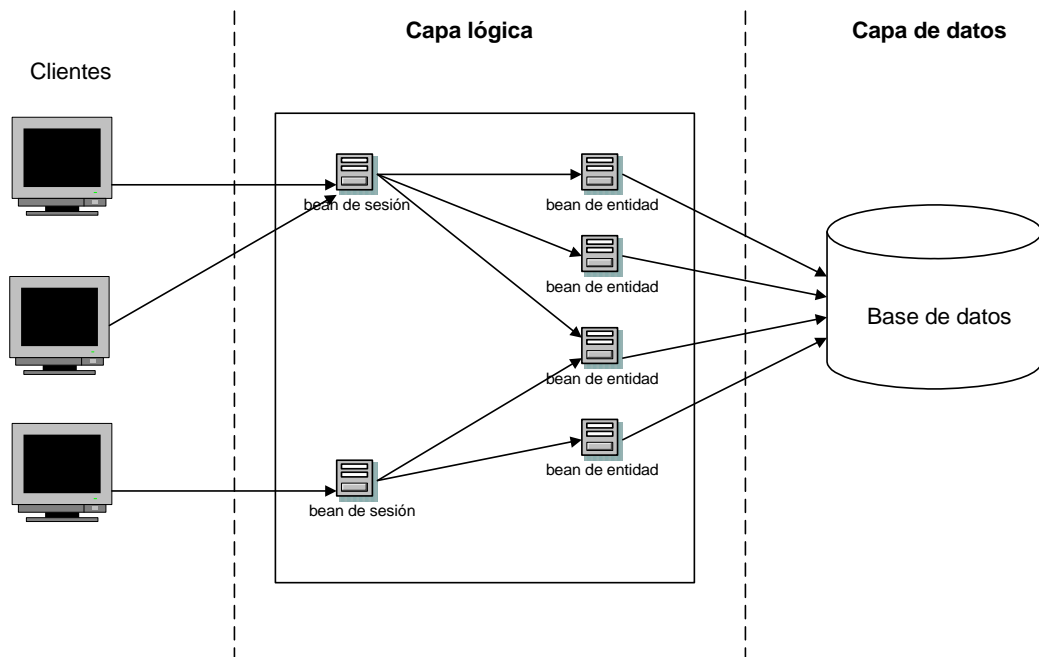 Capa lógica
Capa de datos
Clientes
bean de sesión
bean de entidad
bean de entidad
Base de datos
bean de entidad
bean de entidad
bean de sesión